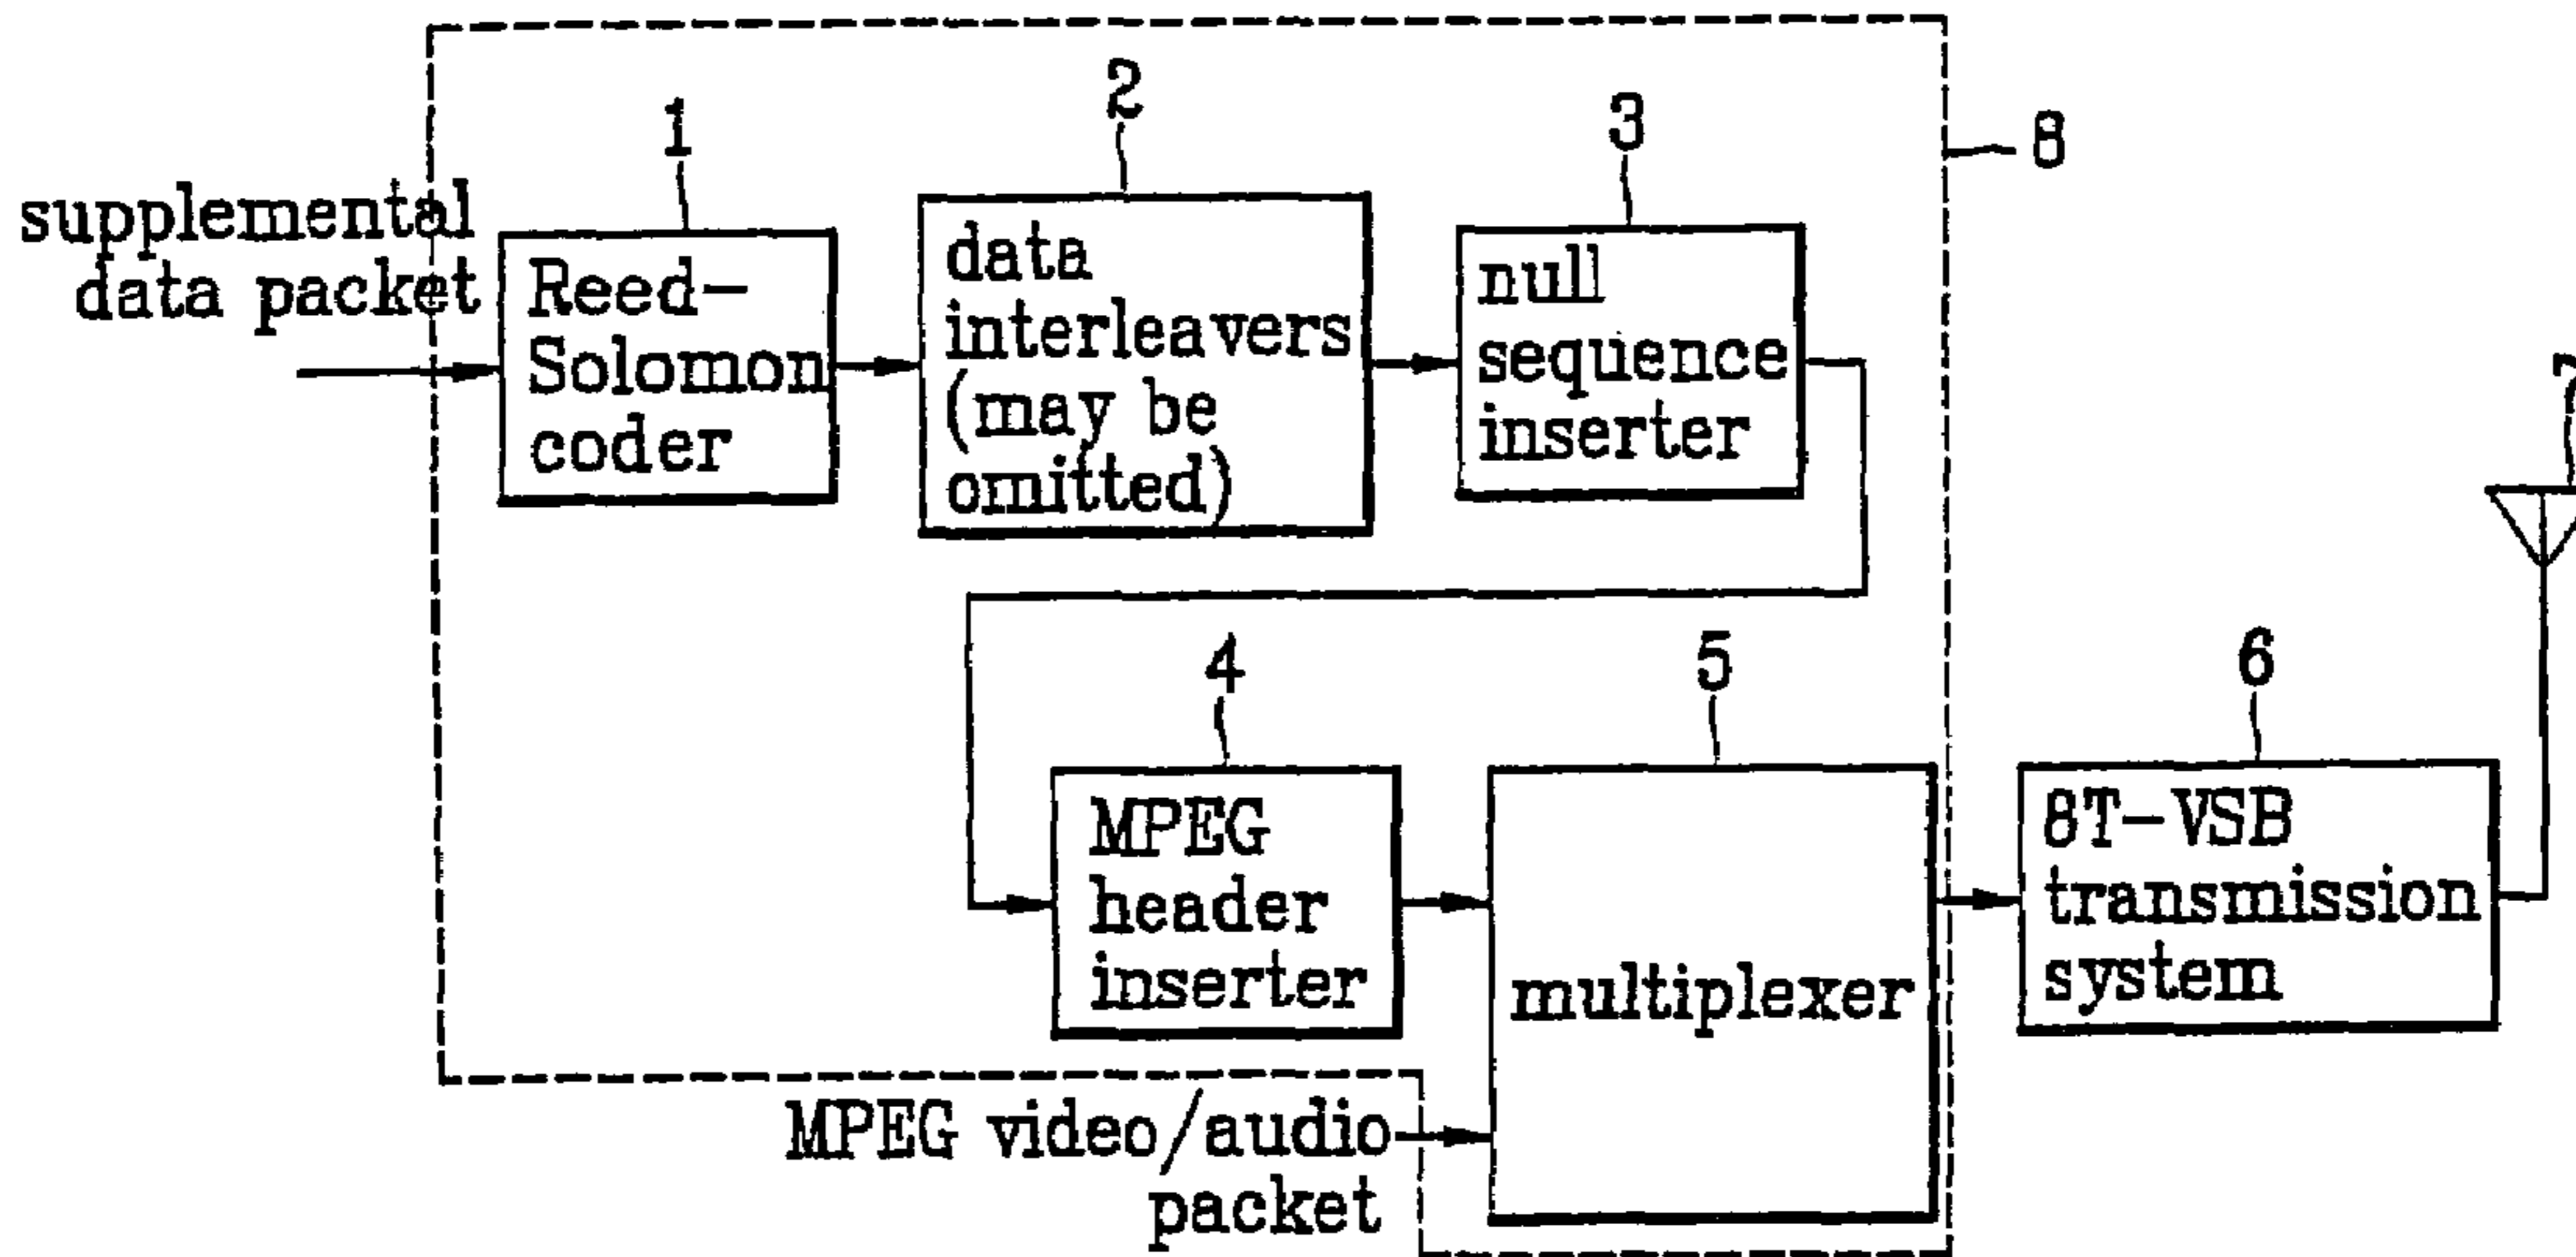 supplemental
data packet
1
Reed-
Solomon
coder
2
data
interleavers
(may be
omitted)
3
null
sequence
inserter
8
7
4
MPEG
header
inserter
5
multiplexer
6
8T-VSB
transmission
system
MPEG video/audio
packet